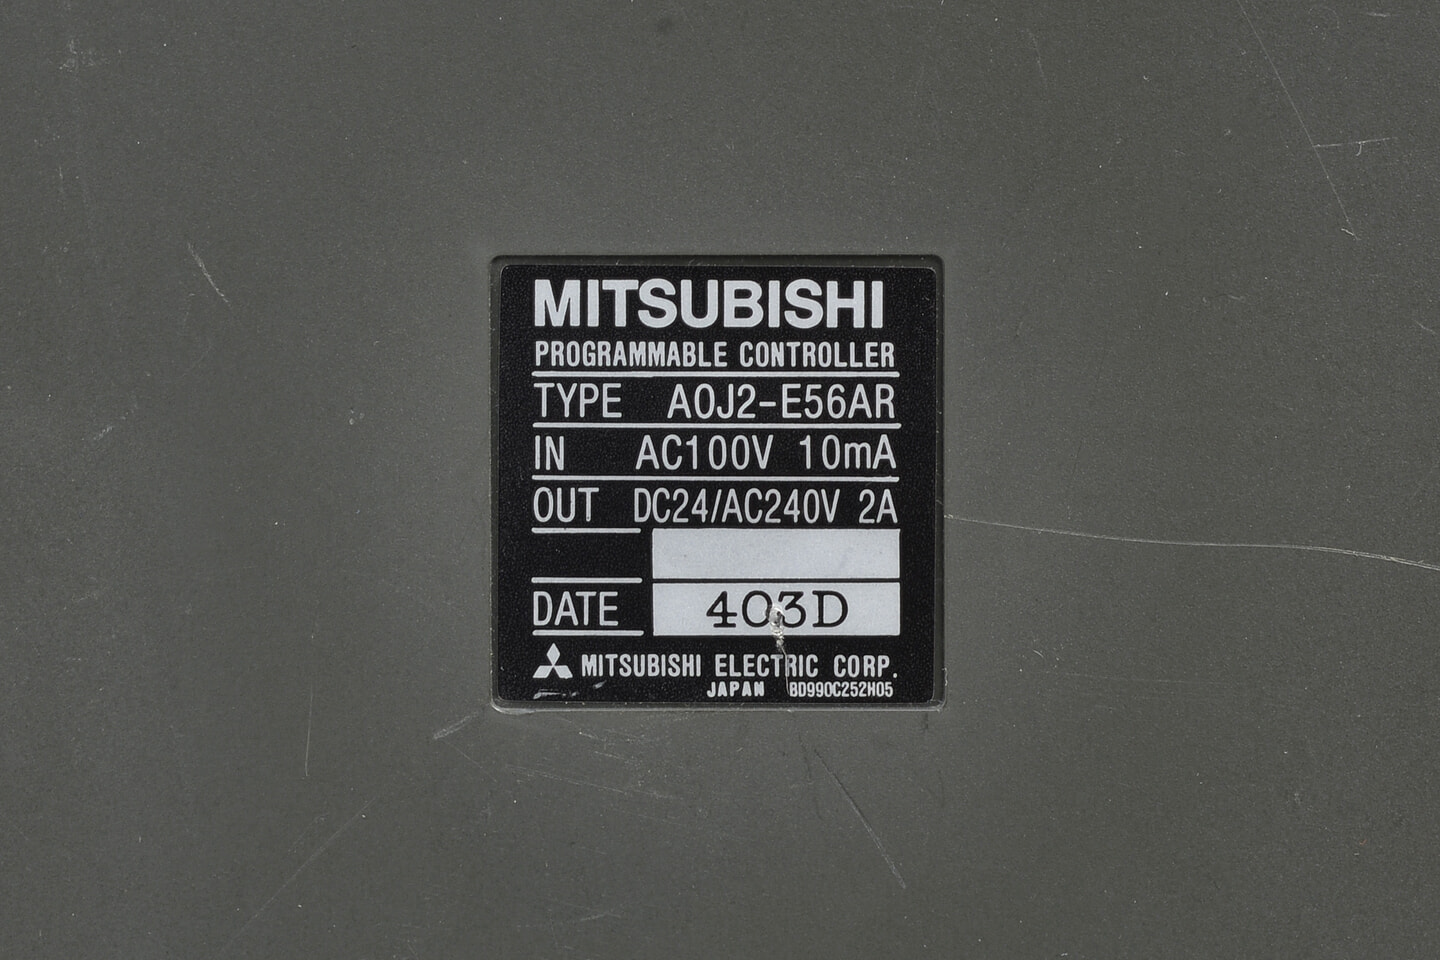 MITSUBISHI
PROGRAMMABLE CONTROLLER
TYPE A0J2-E56AR
IN AC100V 10mA
OUT DC24/AC240V 2A
DATE 403D
MITSUBISHI ELECTRIC CORP.
JAPAN BD990C252H05